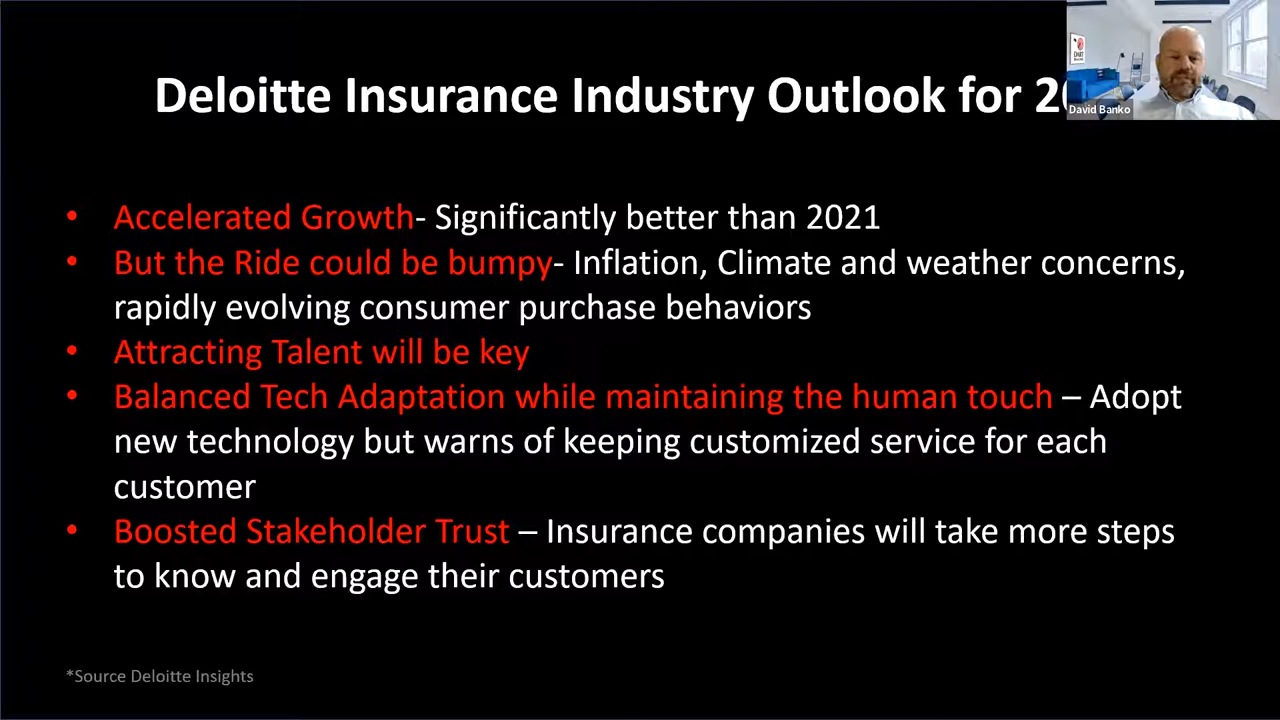 Deloitte Insurance Industry Outlook for 20
David Banko
• Accelerated Growth- Significantly better than 2021
• But the Ride could be bumpy- Inflation, Climate and weather concerns,
rapidly evolving consumer purchase behaviors
• Attracting Talent will be key
• Balanced Tech Adaptation while maintaining the human touch – Adopt
new technology but warns of keeping customized service for each
customer
• Boosted Stakeholder Trust – Insurance companies will take more steps
to know and engage their customers
*Source Deloitte Insights